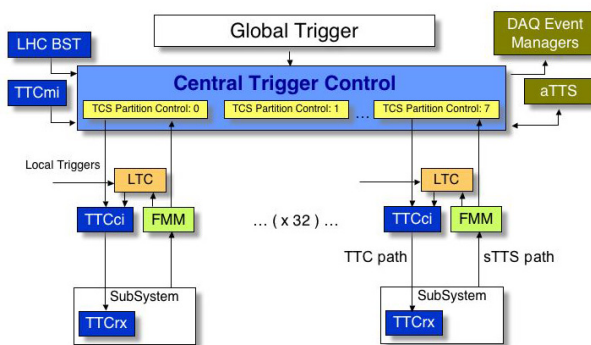 Global Trigger
DAQ Event
Managers
LHC BST
Central Trigger Control
TTCmi
aTTS
TCS Partition Control: 0
TCS Partition Control: 1
...
TCS Partition Control: 7
Local Triggers
LTC
LTC
TTCci
FMM
... ( x 32 ) ...
TTCci
FMM
TTC path
sTTS path
SubSystem
SubSystem
TTCrx
TTCrx